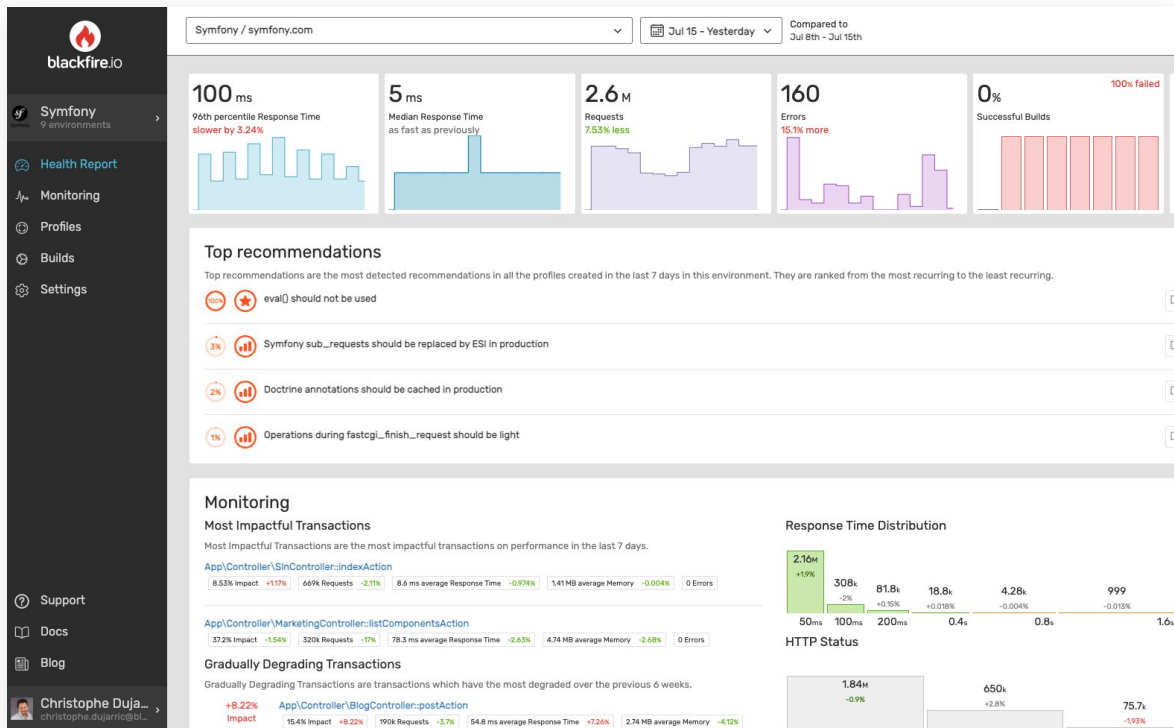 blackfire.io
Symfony
9 environments
Health Report
Monitoring
Profiles
Builds
Settings
Support
Docs
Blog
Christophe Duja...
christophe.dujarric@bl...
Symfony / symfony.com
Jul 15 - Yesterday
Compared to
Jul 8th - Jul 15th
100 ms
96th percentile Response Time
slower by 3.24%
5 ms
Median Response Time
as fast as previously
2.6 M
Requests
7.53% less
160
Errors
15.1% more
0%
100% failed
Successful Builds
Top recommendations
Top recommendations are the most detected recommendations in all the profiles created in the last 7 days in this environment. They are ranked from the most recurring to the least recurring.
100% eval() should not be used
3% Symfony sub_requests should be replaced by ESI in production
2% Doctrine annotations should be cached in production
1% Operations during fastcgi_finish_request should be light
Monitoring
Most Impactful Transactions
Most Impactful Transactions are the most impactful transactions on performance in the last 7 days.
App\Controller\SlnController::indexAction
8.53% Impact +1.17% 669k Requests -2.11% 8.6 ms average Response Time -0.974% 1.41 MB average Memory -0.004% 0 Errors
App\Controller\MarketingController::listComponentsAction
37.2% Impact -1.54% 320k Requests -17% 78.3 ms average Response Time -2.63% 4.74 MB average Memory -2.68% 0 Errors
Gradually Degrading Transactions
Gradually Degrading Transactions are transactions which have the most degraded over the previous 6 weeks.
+8.22%
Impact
App\Controller\BlogController::postAction
15.4% Impact +8.22% 190k Requests -3.7% 54.8 ms average Response Time +7.26% 2.74 MB average Memory -4.12%
Response Time Distribution
2.16M 308k 81.8k 18.8k 4.28k 999
+1.9% -2% +0.15% +0.018% -0.004% -0.013%
50ms 100ms 200ms 0.4s 0.8s 1.6s
HTTP Status
1.84M 650k 75.7k
-0.9% +2.8% -1.93%